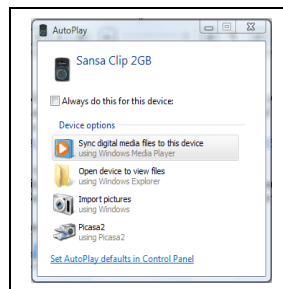 AutoPlay
Sansa Clip 2GB
Always do this for this device:
Device options
Sync digital media files to this device
using Windows Media Player
Open device to view files
using Windows Explorer
Import pictures
using Windows
Picasa2
using Picasa2
Set AutoPlay defaults in Control Panel